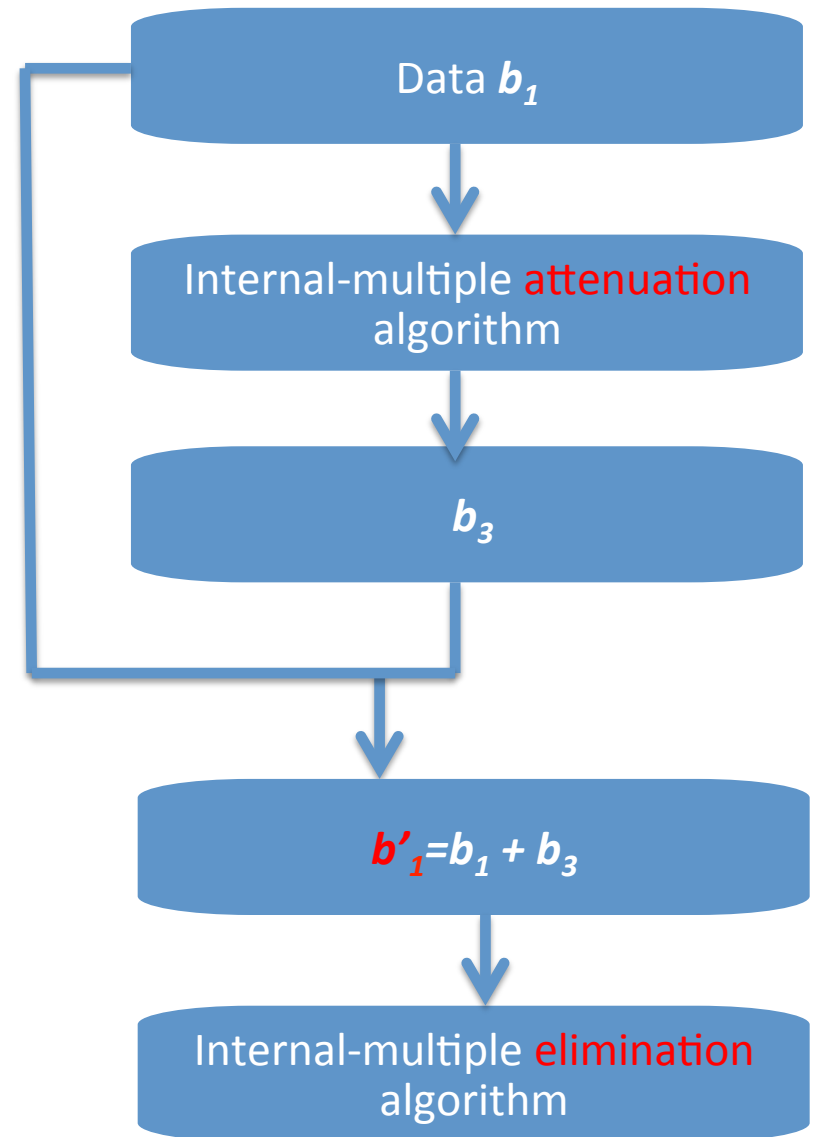 Data b₁
Internal-multiple attenuation
algorithm
b₃
b'₁=b₁ + b₃
Internal-multiple elimination
algorithm